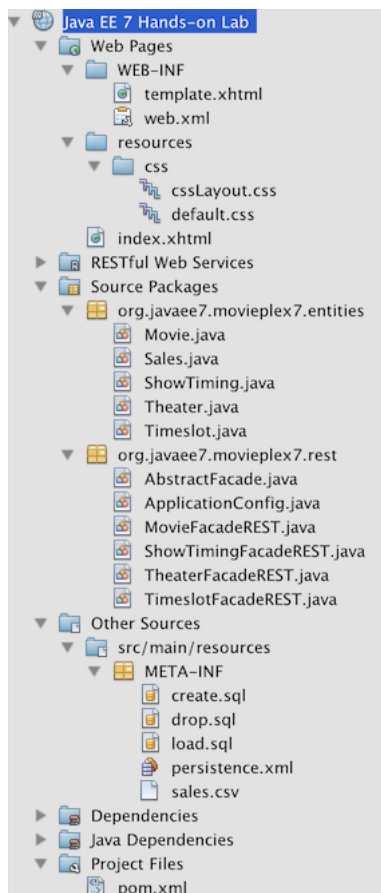 Java EE 7 Hands-on Lab
Web Pages
WEB-INF
template.xhtml
web.xml
resources
css
cssLayout.css
default.css
index.xhtml
RESTful Web Services
Source Packages
org.javaee7.movieplex7.entities
Movie.java
Sales.java
ShowTiming.java
Theater.java
Timeslot.java
org.javaee7.movieplex7.rest
AbstractFacade.java
ApplicationConfig.java
MovieFacadeREST.java
ShowTimingFacadeREST.java
TheaterFacadeREST.java
TimeslotFacadeREST.java
Other Sources
src/main/resources
META-INF
create.sql
drop.sql
load.sql
persistence.xml
sales.csv
Dependencies
Java Dependencies
Project Files
pom.xml